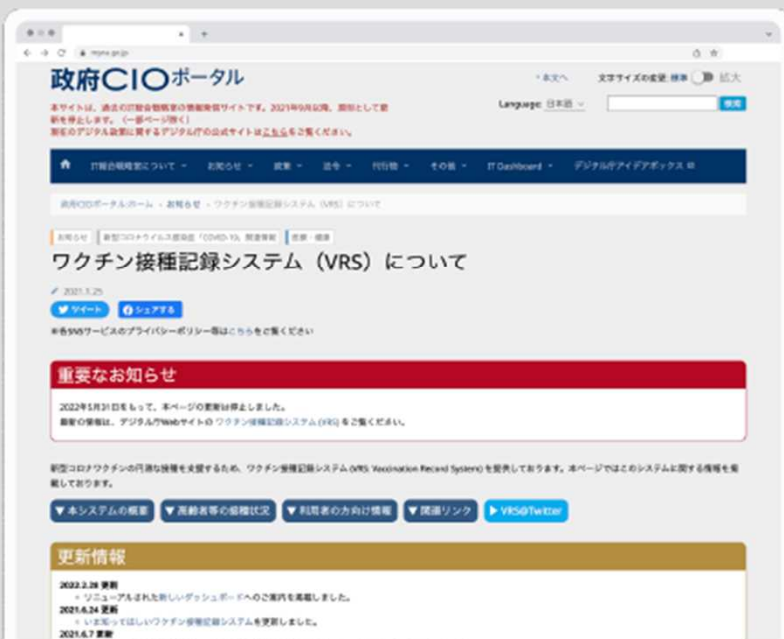 政府CIOポータル
本文へ
文字サイズの変更: 標準 拡大
本サイトは、過去のIT総合戦略室の情報発信サイトです。2021年9月以降、原則として更
新を停止します。（一部ページ除く）
現在のデジタル政策に関するデジタル庁の公式サイトはこちらをご覧ください。
Language: 日本語
検索
IT総合戦略室について お知らせ 政策 法令 刊行物 その他 IT Dashboard デジタル庁アイデアボックス
政府CIOポータルホーム お知らせ ワクチン接種記録システム（VRS）について
お知らせ 新型コロナウイルス感染症「COVID-19」関連情報 医療・健康
ワクチン接種記録システム（VRS）について
2021.1.25
ツイート シェアする
※各SNSサービスのプライバシーポリシー等はこちらをご覧ください
重要なお知らせ
2022年5月31日をもって、本ページの更新は停止しました。
最新の情報は、デジタル庁Webサイトの ワクチン接種記録システム(VRS) をご覧ください。
新型コロナワクチンの円滑な接種を支援するため、ワクチン接種記録システム(VRS: Vaccination Record System) を提供しております。本ページではこのシステムに関する情報を掲
載しております。
▼本システムの概要 ▼高齢者等の接種状況 ▼利用者の方向け情報 ▼関連リンク ▶VRS@Twitter
更新情報
2022.2.28 更新
リニューアルされた新しいダッシュボードへのご案内を掲載しました。
2021.6.24 更新
いま知ってほしいワクチン接種記録システムを更新しました。
2021.6.7 更新